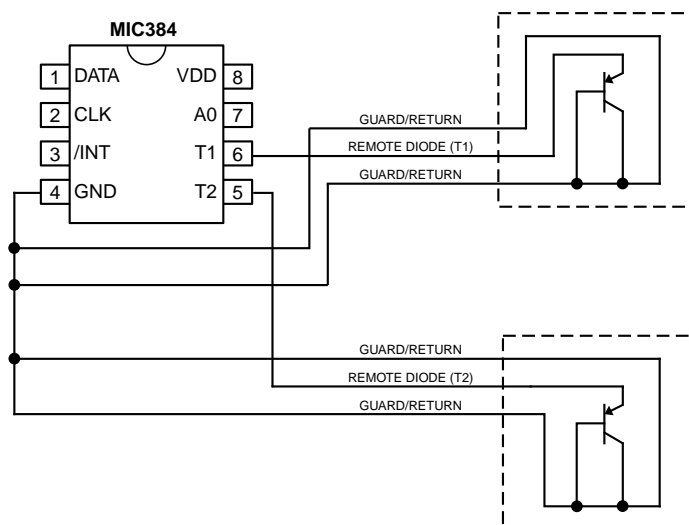 MIC384
1 DATA VDD 8
2 CLK A0 7
3 /INT T1 6
4 GND T2 5
GUARD/RETURN
REMOTE DIODE (T1)
GUARD/RETURN
GUARD/RETURN
REMOTE DIODE (T2)
GUARD/RETURN